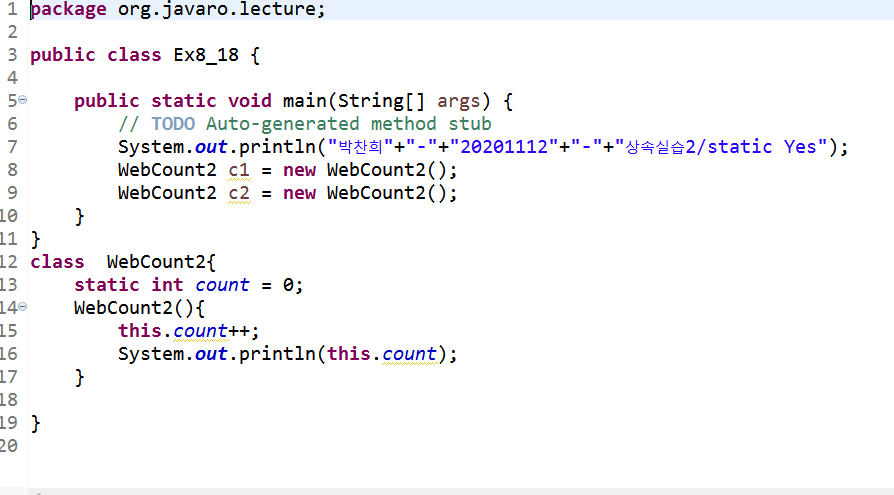 1 package org.javaro.lecture;
2
3 public class Ex8_18 {
4
5 public static void main(String[] args) {
6 // TODO Auto-generated method stub
7 System.out.println("박찬희"+"-"+"20201112"+"-"+"상속실습2/static Yes");
8 WebCount2 c1 = new WebCount2();
9 WebCount2 c2 = new WebCount2();
10 }
11 }
12 class  WebCount2{
13 static int count = 0;
14 WebCount2(){
15 this.count++;
16 System.out.println(this.count);
17 }
18
19 }
20